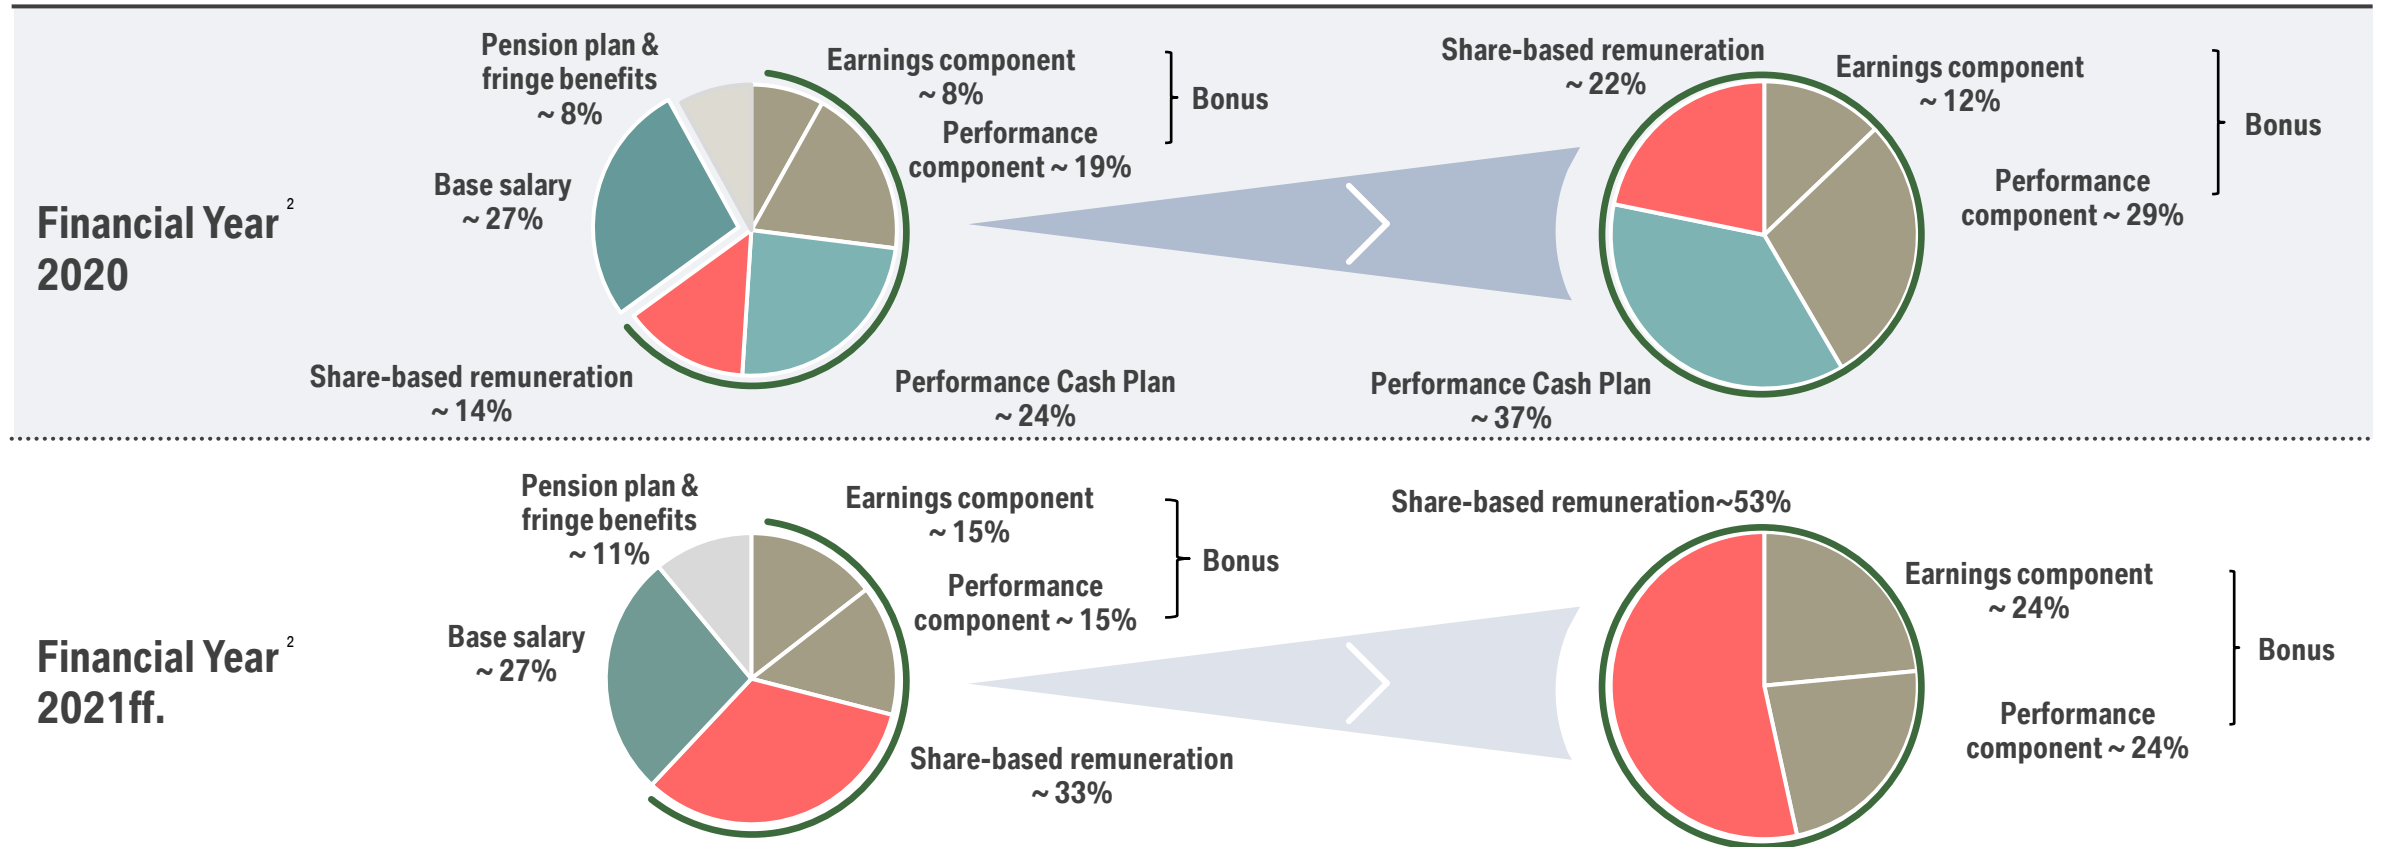 Financial Year 2
2020
Pension plan &
fringe benefits
~ 8%
Base salary
~ 27%
Share-based remuneration
~ 14%
Earnings component
~ 8%
Performance
component ~ 19%
Bonus
Performance Cash Plan
~ 24%
Share-based remuneration
~ 22%
Earnings component
~ 12%
Performance
component ~ 29%
Bonus
Performance Cash Plan
~ 37%
Financial Year 2
2021ff.
Pension plan &
fringe benefits
~ 11%
Base salary
~ 27%
Earnings component
~ 15%
Performance
component ~ 15%
Bonus
Share-based remuneration
~ 33%
Share-based remuneration~53%
Earnings component
~ 24%
Performance
component ~ 24%
Bonus